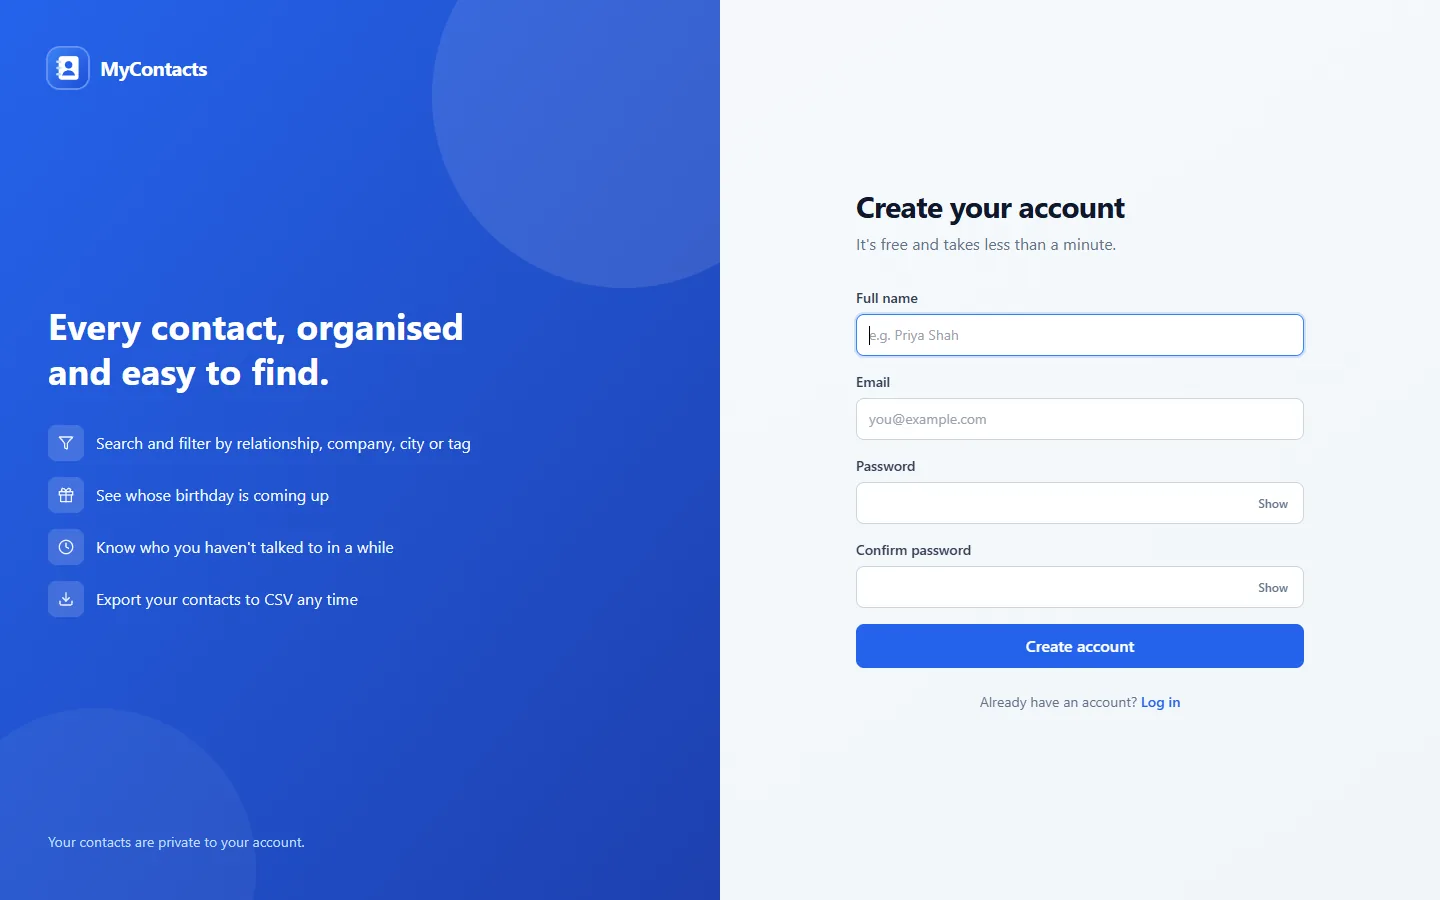 MyContacts
Every contact, organised
and easy to find.
Search and filter by relationship, company, city or tag
See whose birthday is coming up
Know who you haven't talked to in a while
Export your contacts to CSV any time
Your contacts are private to your account.
Create your account
It's free and takes less than a minute.
Full name
e.g. Priya Shah
Email
you@example.com
Password
Show
Confirm password
Show
Create account
Already have an account? Log in